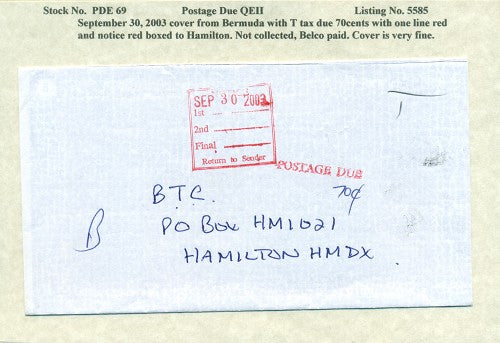 Stock No. PDE 69 Postage Due QEII Listing No. 5585
September 30, 2003 cover from Bermuda with T tax due 70cents with one line red
and notice red boxed to Hamilton. Not collected, Belco paid. Cover is very fine.
SEP 30 2003
1st
2nd
Final
Return to Sender
T
POSTAGE DUE
70¢
B.T.C.
PO BOX HM1021
HAMILTON HMDX.
B